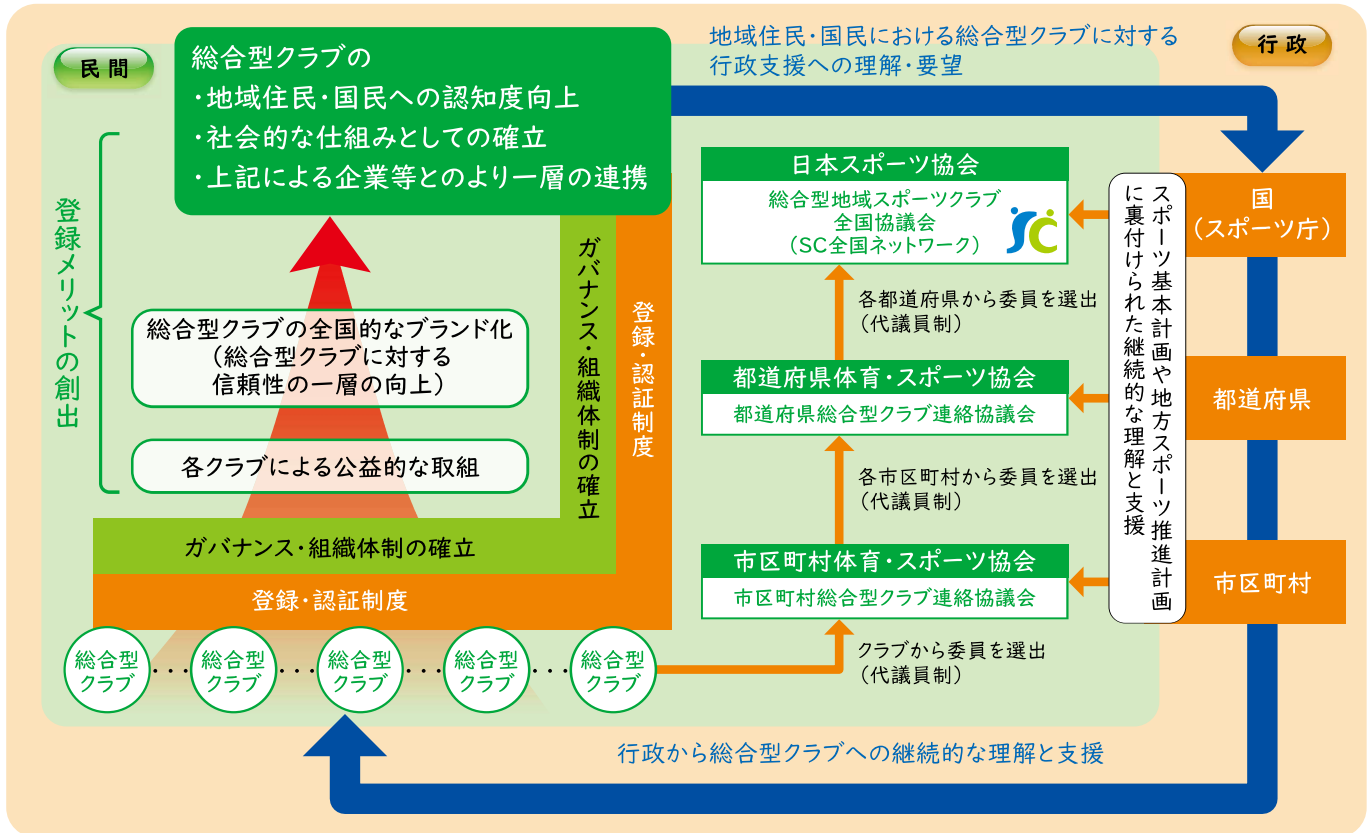 民間
総合型クラブの
・地域住民・国民への認知度向上
・社会的な仕組みとしての確立
・上記による企業等とのより一層の連携
地域住民・国民における総合型クラブに対する
行政支援への理解・要望
行政
登録メリットの創出
総合型クラブの全国的なブランド化
（総合型クラブに対する
信頼性の一層の向上）
各クラブによる公益的な取組
ガバナンス・組織体制の確立
登録・認証制度
ガバナンス・組織体制の確立
登録・認証制度
総合型
クラブ
総合型
クラブ
総合型
クラブ
総合型
クラブ
総合型
クラブ
日本スポーツ協会
総合型地域スポーツクラブ
全国協議会
（SC全国ネットワーク）
SC
各都道府県から委員を選出
（代議員制）
都道府県体育・スポーツ協会
都道府県総合型クラブ連絡協議会
各市区町村から委員を選出
（代議員制）
市区町村体育・スポーツ協会
市区町村総合型クラブ連絡協議会
クラブから委員を選出
（代議員制）
スポーツ基本計画や地方スポーツ推進計画
に裏付けられた継続的な理解と支援
国
（スポーツ庁）
都道府県
市区町村
行政から総合型クラブへの継続的な理解と支援